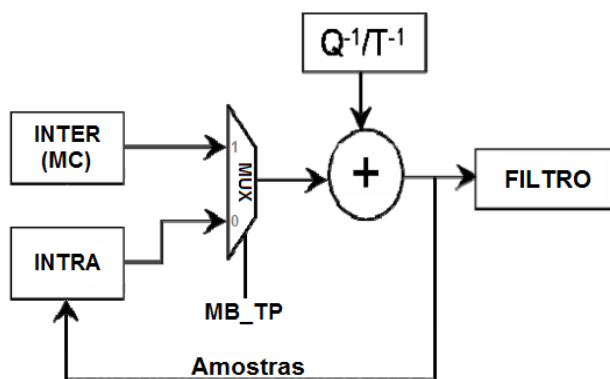 Q⁻¹/T⁻¹
INTER
(MC)
1
MUX
+
FILTRO
0
INTRA
MB_TP
Amostras